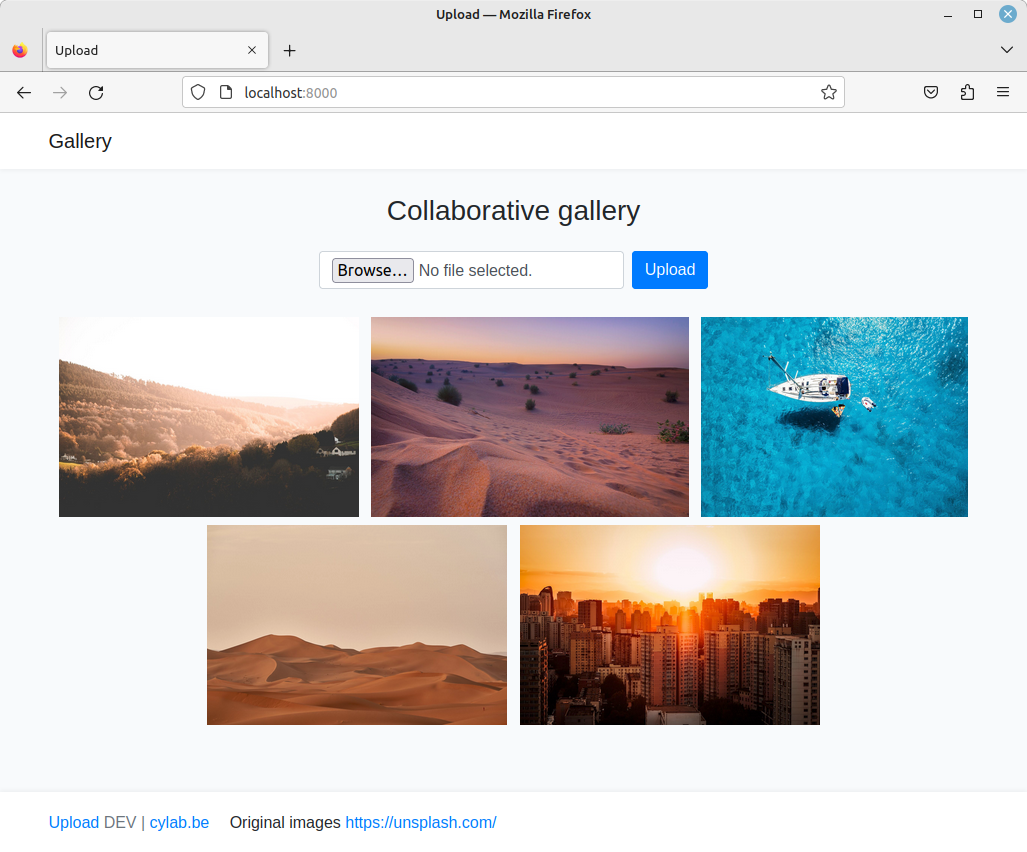 Upload — Mozilla Firefox
Upload
localhost:8000
Gallery
Collaborative gallery
Browse… No file selected. Upload
Upload DEV | cylab.be Original images https://unsplash.com/